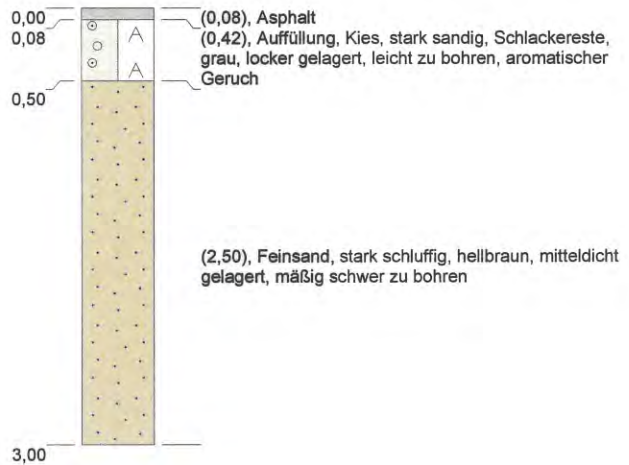 0,00
(0,08), Asphalt
0,08
(0,42), Auffüllung, Kies, stark sandig, Schlackereste,
grau, locker gelagert, leicht zu bohren, aromatischer
Geruch
A
A
0,50
(2,50), Feinsand, stark schluffig, hellbraun, mitteldicht
gelagert, mäßig schwer zu bohren
3,00